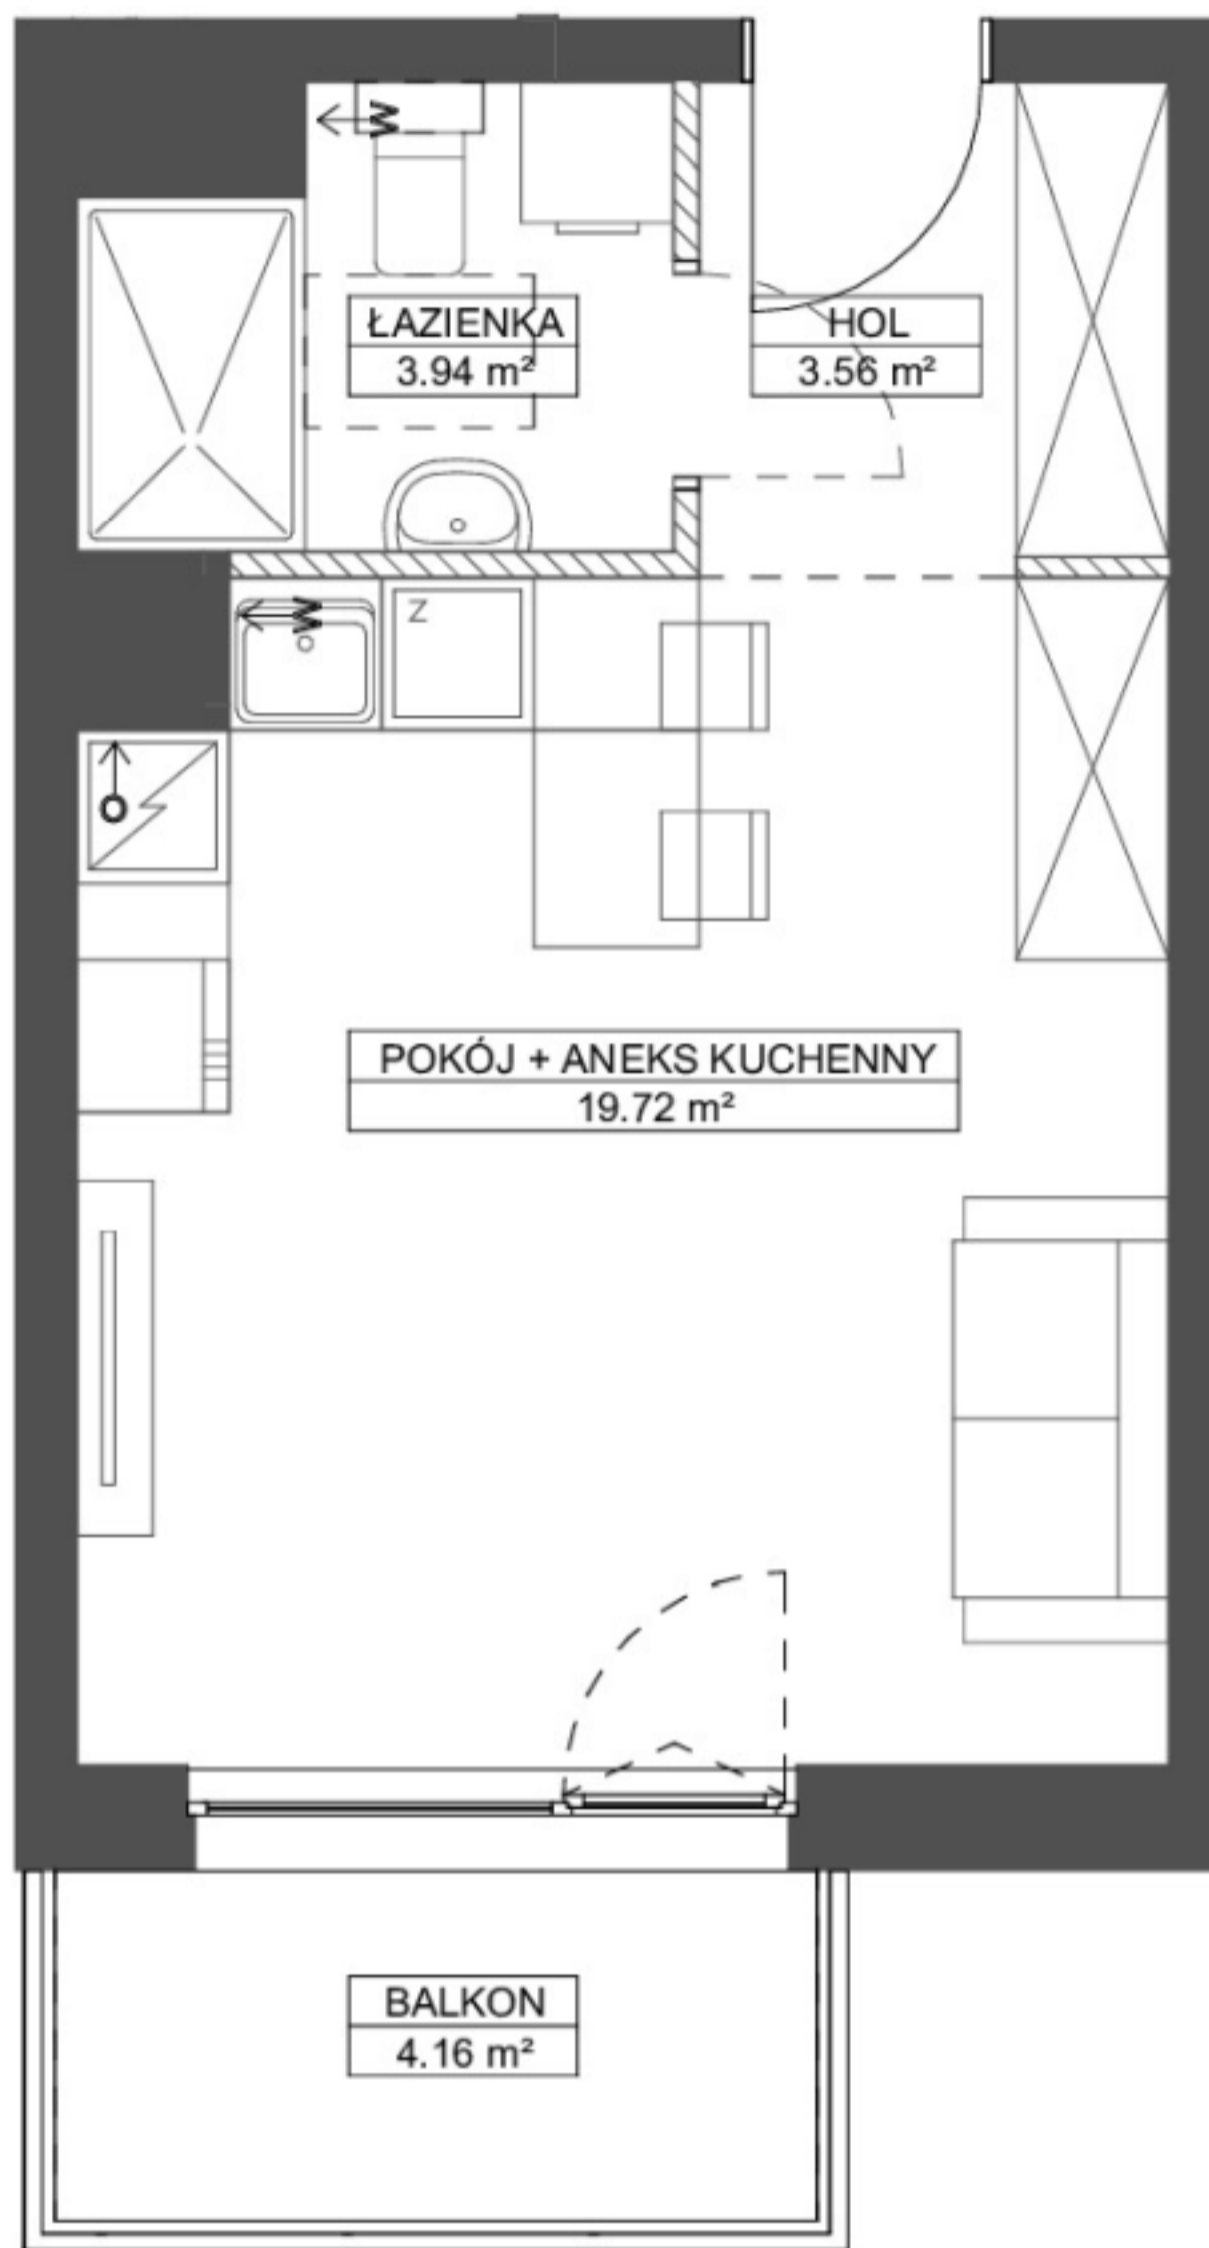 W
ŁAZIENKA
3.94 m²
HOL
3.56 m²
W
Z
O
POKÓJ + ANEKS KUCHENNY
19.72 m²
BALKON
4.16 m²